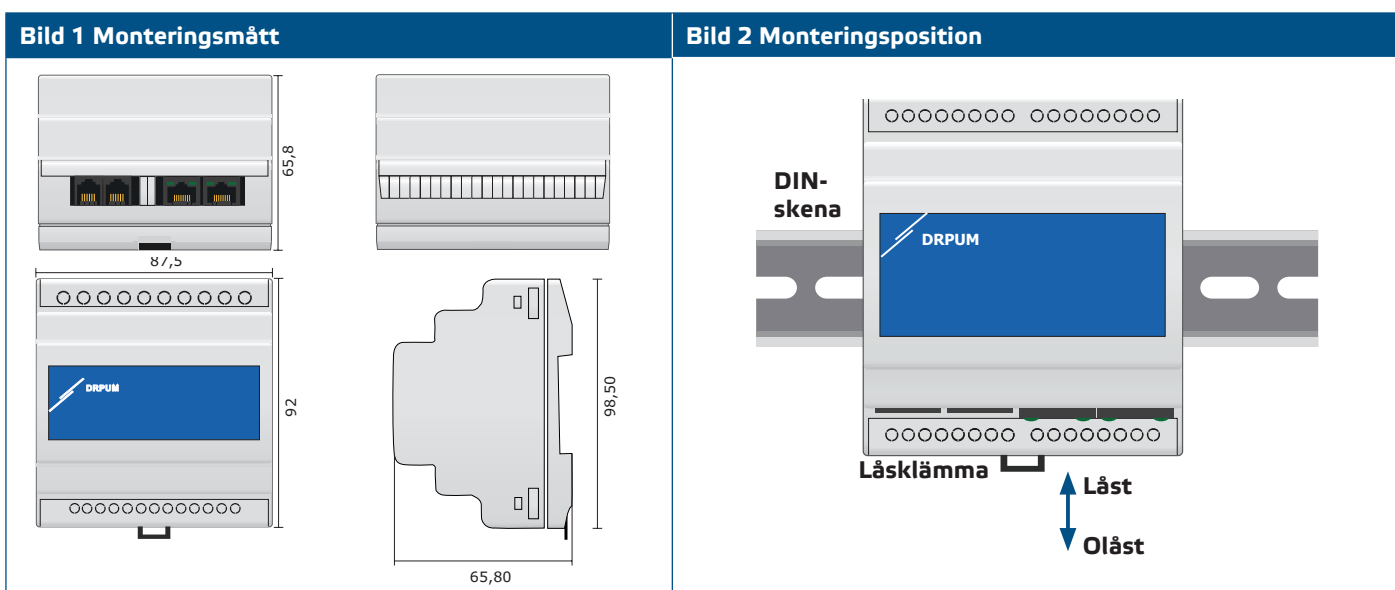 Bild 1 Monteringsmått
65,8
87,5
DRPUM
92
98,50
65,80
Bild 2 Monteringsposition
DIN-
skena
DRPUM
Låsklämma
Låst
Olåst